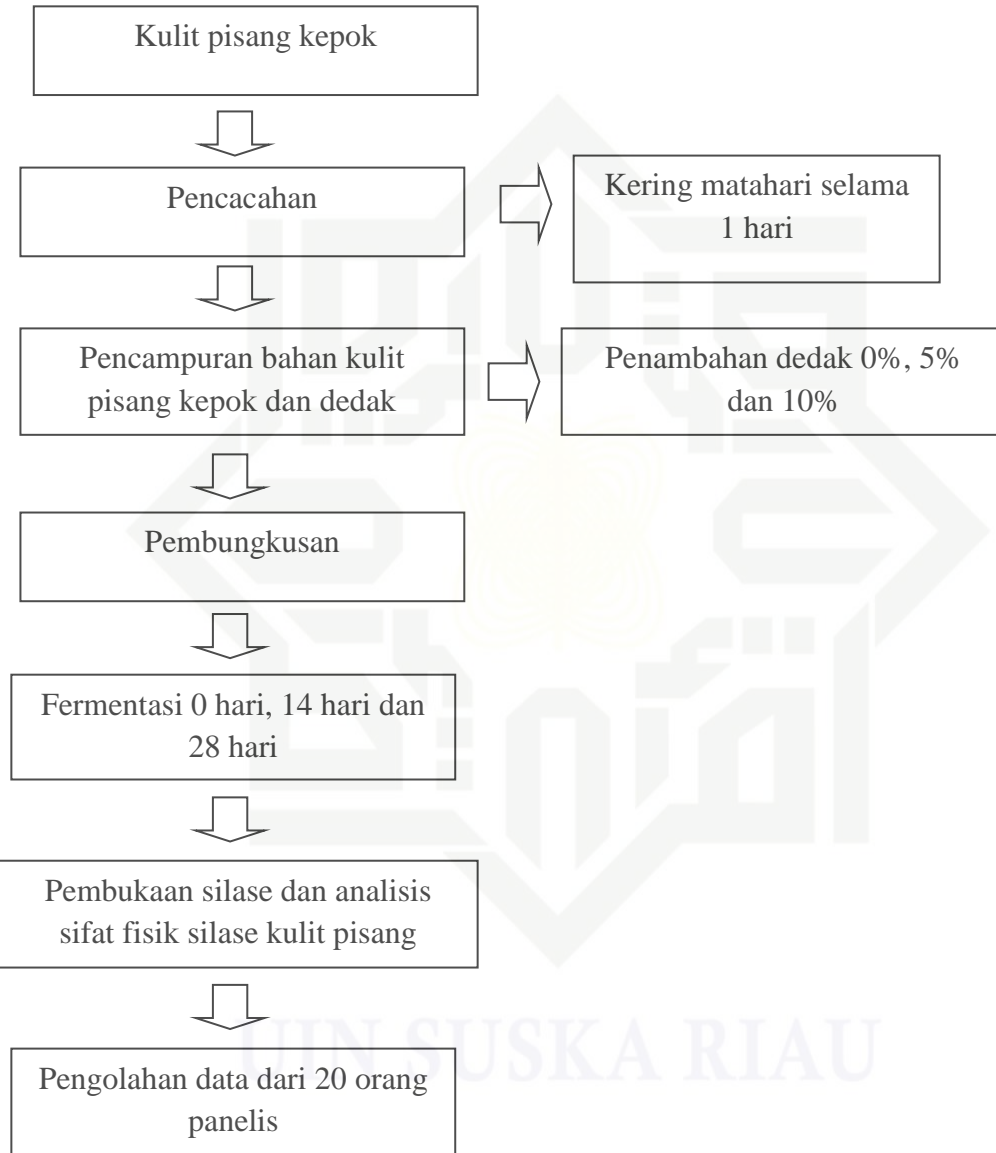 Kulit pisang kepok
Pencacahan
Kering matahari selama
1 hari
Pencampuran bahan kulit
pisang kepok dan dedak
Penambahan dedak 0%, 5%
dan 10%
Pembungkusan
Fermentasi 0 hari, 14 hari dan
28 hari
Pembukaan silase dan analisis
sifat fisik silase kulit pisang
UIN SUSKA RIAU
Pengolahan data dari 20 orang
panelis